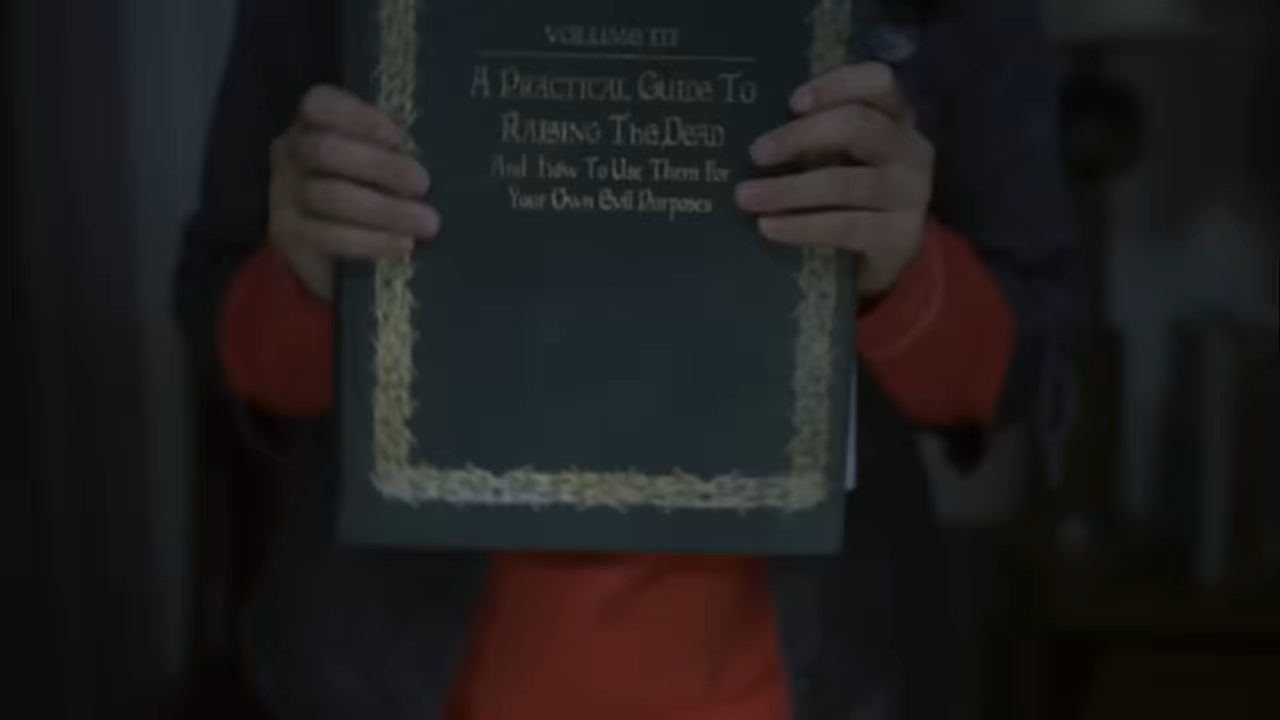 VOLUME III
A PRACTICAL GUIDE TO
RAISING THE DEAD
And How To Use Them For
Your Own Evil Purposes